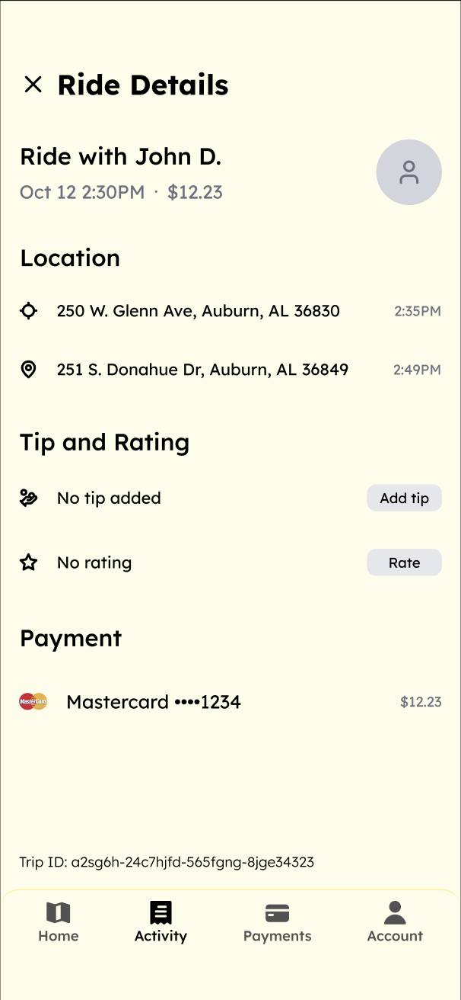 Ride Details
Ride with John D.
Oct 12 2:30PM · $12.23
Location
250 W. Glenn Ave, Auburn, AL 36830 2:35PM
251 S. Donahue Dr, Auburn, AL 36849 2:49PM
Tip and Rating
No tip added Add tip
No rating Rate
Payment
MasterCard Mastercard ••••1234 $12.23
Trip ID: a2sg6h-24c7hjfd-565fgng-8jge34323
Home Activity Payments Account